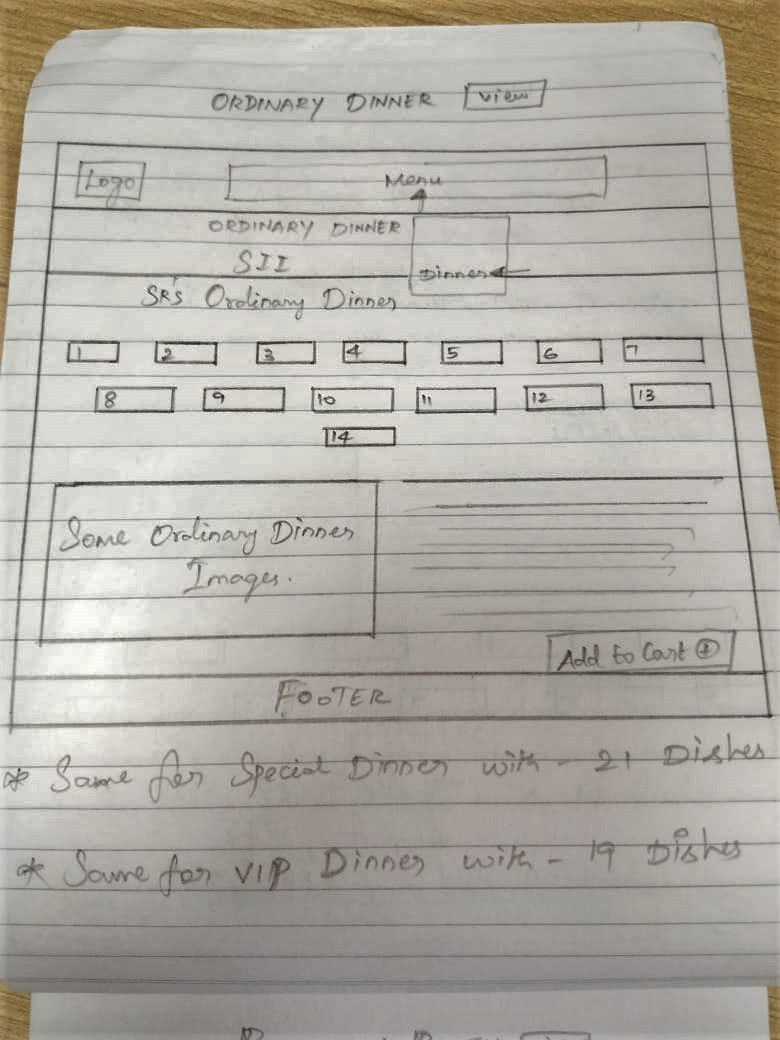 ORDINARY DINNER View
Logo
Menu
ORDINARY DINNER
SII
Dinner
SR'S Ordinary Dinner
1 2 3 4 5 6 7
8 9 10 11 12 13
14
Some Ordinary Dinner
Images.
Add to Cart +
FOOTER
* Same for Special Dinner with - 21 Dishes
* Same for VIP Dinner with - 19 Dishes